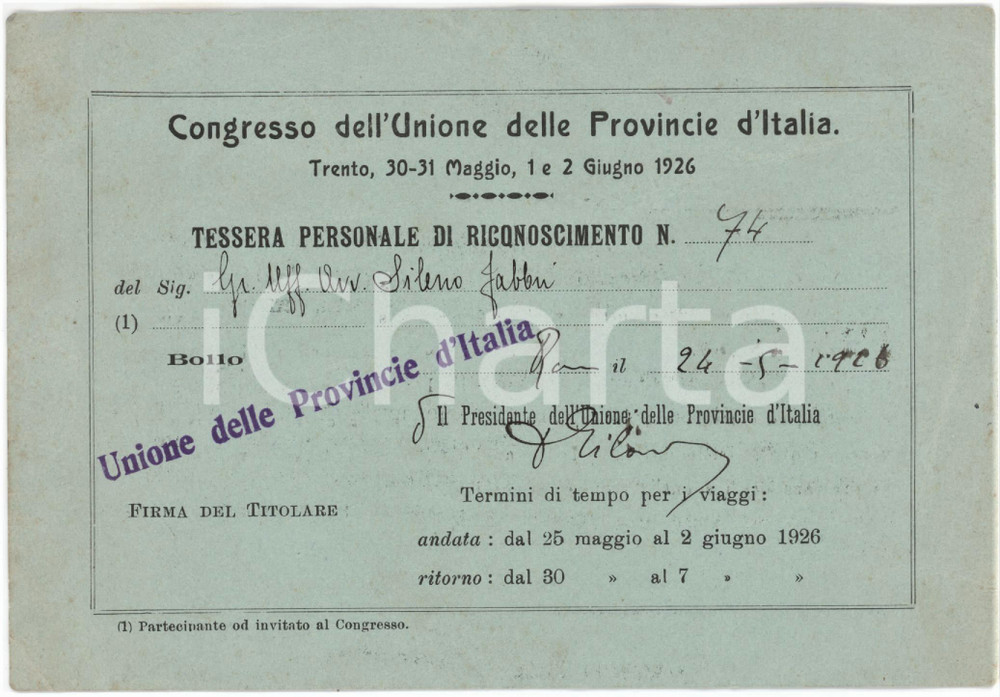 Congresso dell'Unione delle Provincie d'Italia.
Trento, 30-31 Maggio, 1 e 2 Giugno 1926
TESSERA PERSONALE DI RICONOSCIMENTO N. 74
del Sig. Gr. Uff. Avv. Sileno Fabbri
(1)
Bollo
Unione delle Provincie d'Italia
Roma il 24-5-1926
Il Presidente dell'Unione delle Provincie d'Italia
FIRMA DEL TITOLARE
Termini di tempo per i viaggi:
andata: dal 25 maggio al 2 giugno 1926
ritorno: dal 30 » al 7 » »
(1) Partecipante od invitato al Congresso.
iCharta